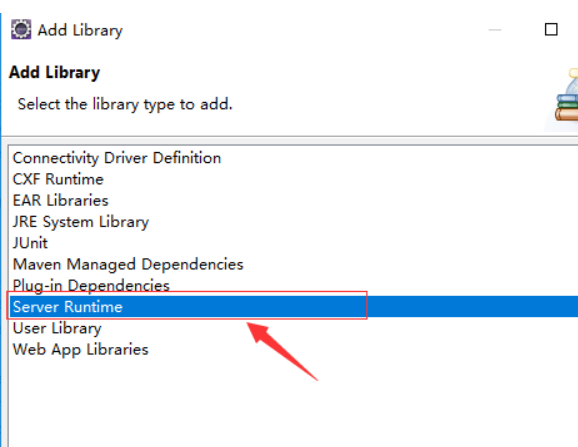 Add Library
Add Library
Select the library type to add.
Connectivity Driver Definition
CXF Runtime
EAR Libraries
JRE System Library
JUnit
Maven Managed Dependencies
Plug-in Dependencies
Server Runtime
User Library
Web App Libraries